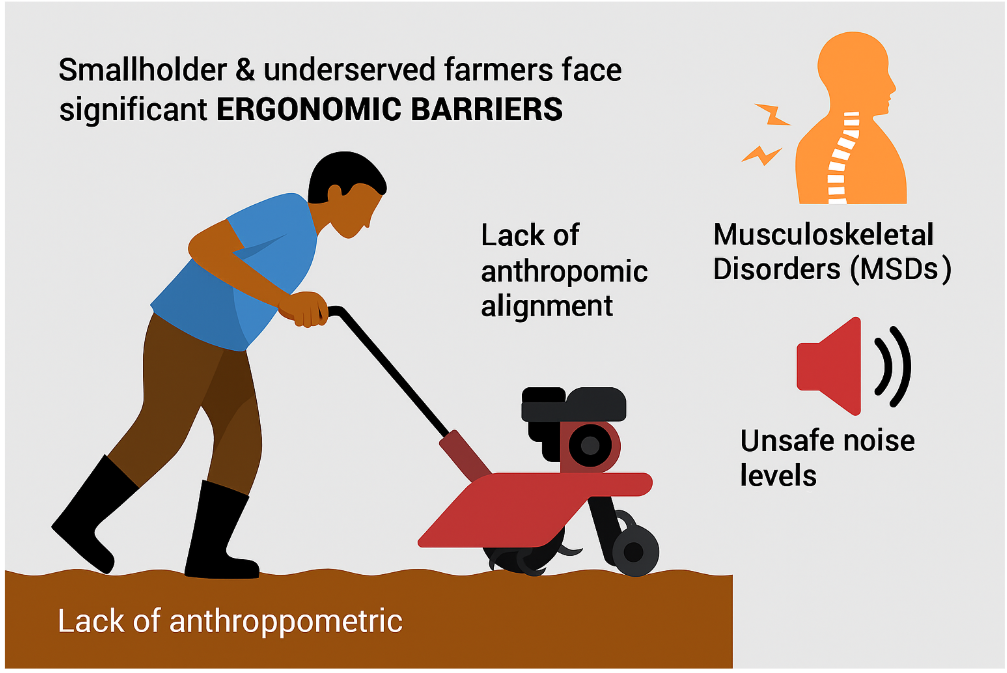 Smallholder & underserved farmers face
significant ERGONOMIC BARRIERS
Lack of
anthropomic
alignment
Musculoskeletal
Disorders (MSDs)
Unsafe noise
levels
Lack of anthroppometric